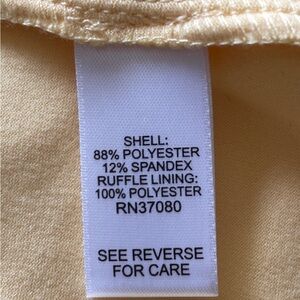 SHELL:
88% POLYESTER
12% SPANDEX
RUFFLE LINING:
100% POLYESTER
RN37080
SEE REVERSE
FOR CARE